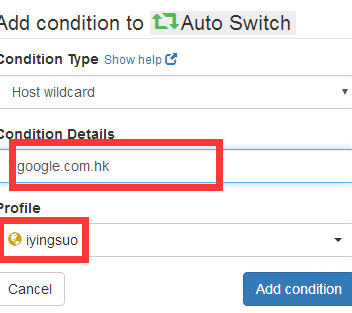 Add condition to Auto Switch
Condition Type Show help
Host wildcard
Condition Details
google.com.hk
Profile
iyingsuo
Cancel Add condition